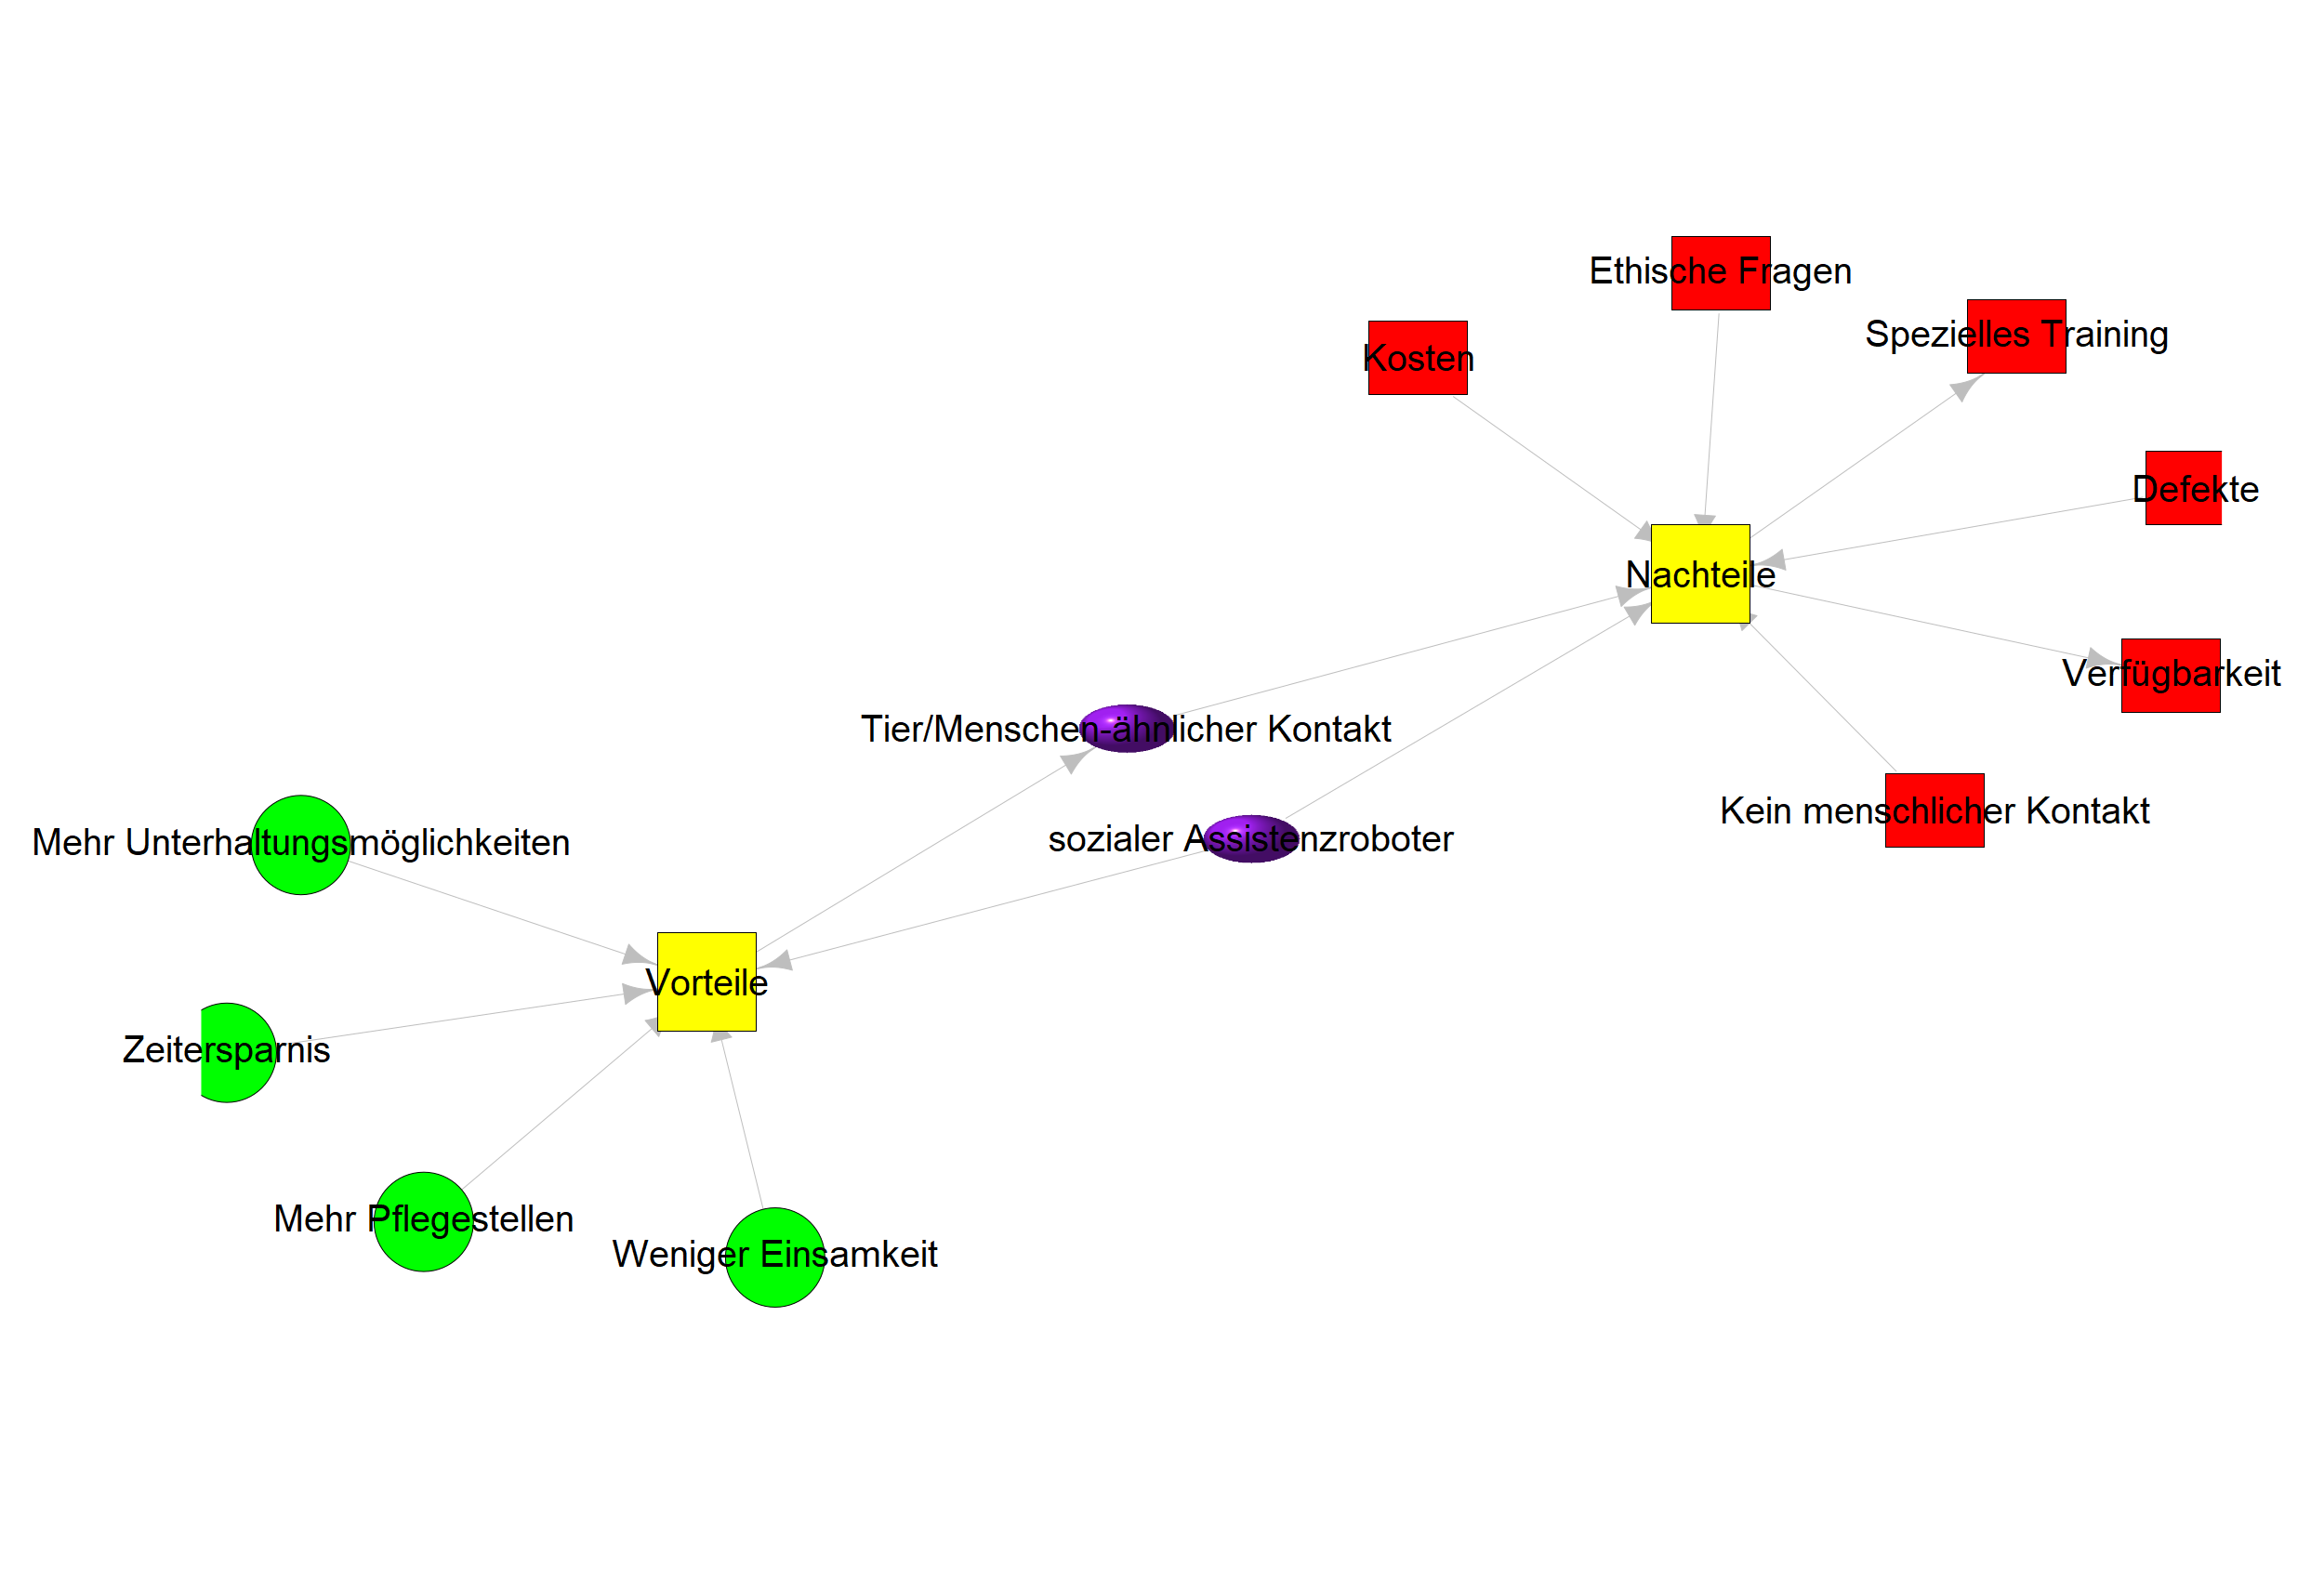 Ethische Fragen
Spezielles Training
Kosten
Defekte
Nachteile
Verfügbarkeit
Tier/Menschen-ähnlicher Kontakt
Kein menschlicher Kontakt
sozialer Assistenzroboter
Mehr Unterhaltungsmöglichkeiten
Vorteile
Zeitersparnis
Mehr Pflegestellen
Weniger Einsamkeit